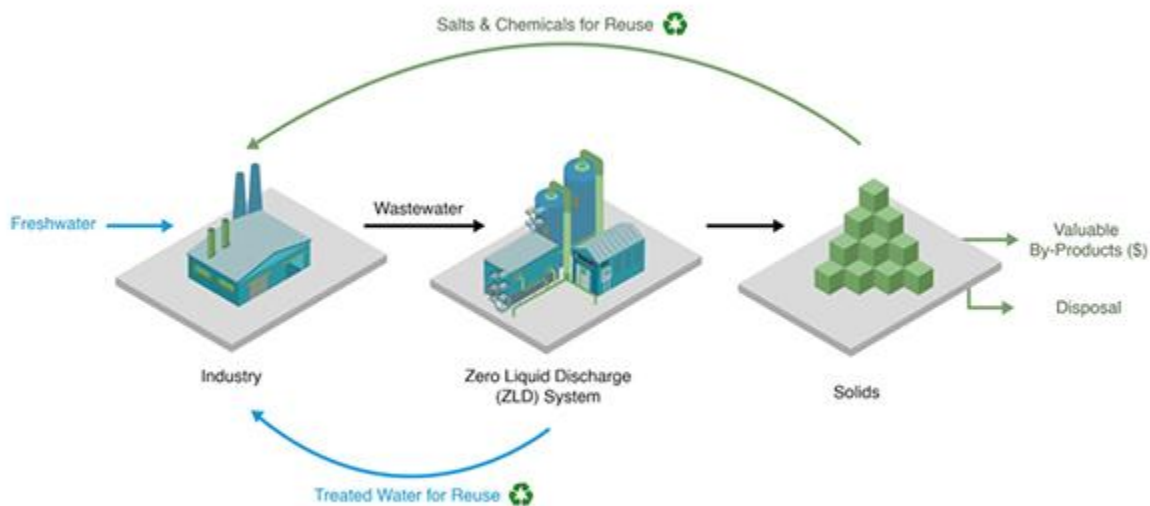 Salts & Chemicals for Reuse
Freshwater
Wastewater
Valuable
By-Products ($)
Disposal
Industry
Zero Liquid Discharge
(ZLD) System
Solids
Treated Water for Reuse